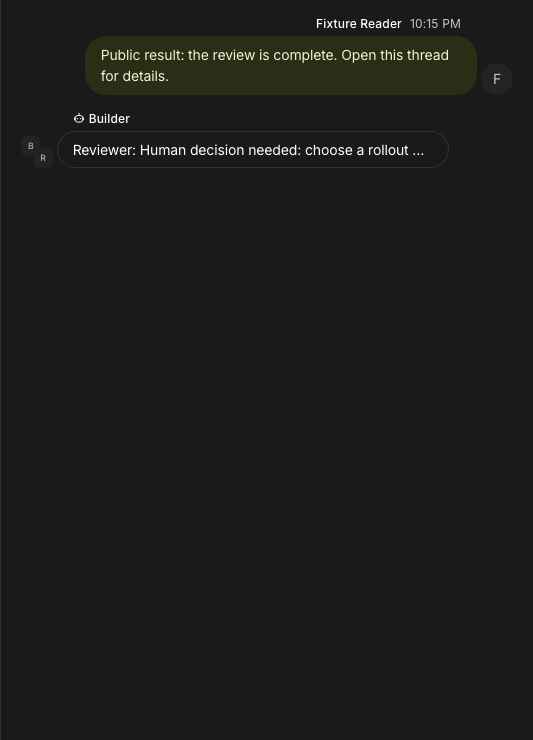 Fixture Reader 10:15 PM
Public result: the review is complete. Open this thread
for details.
F
Builder
B
R
Reviewer: Human decision needed: choose a rollout ...